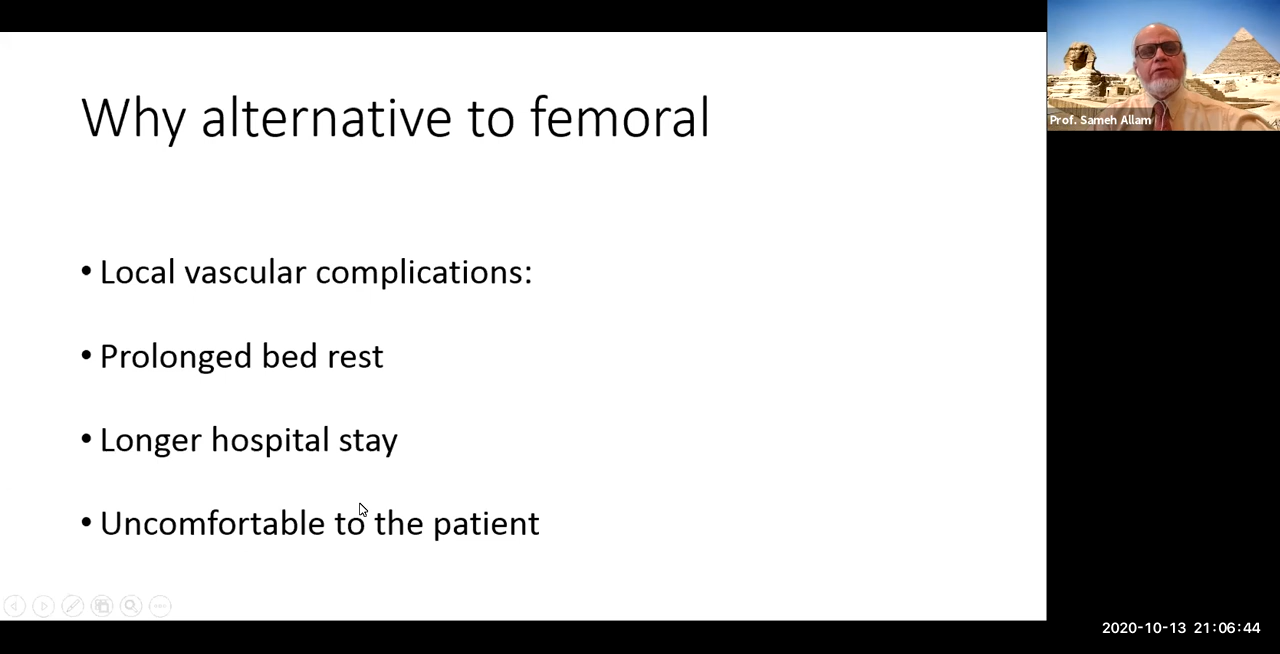 Why alternative to femoral
• Local vascular complications:
• Prolonged bed rest
• Longer hospital stay
• Uncomfortable to the patient
Prof. Sameh Allam
2020-10-13 21:06:44